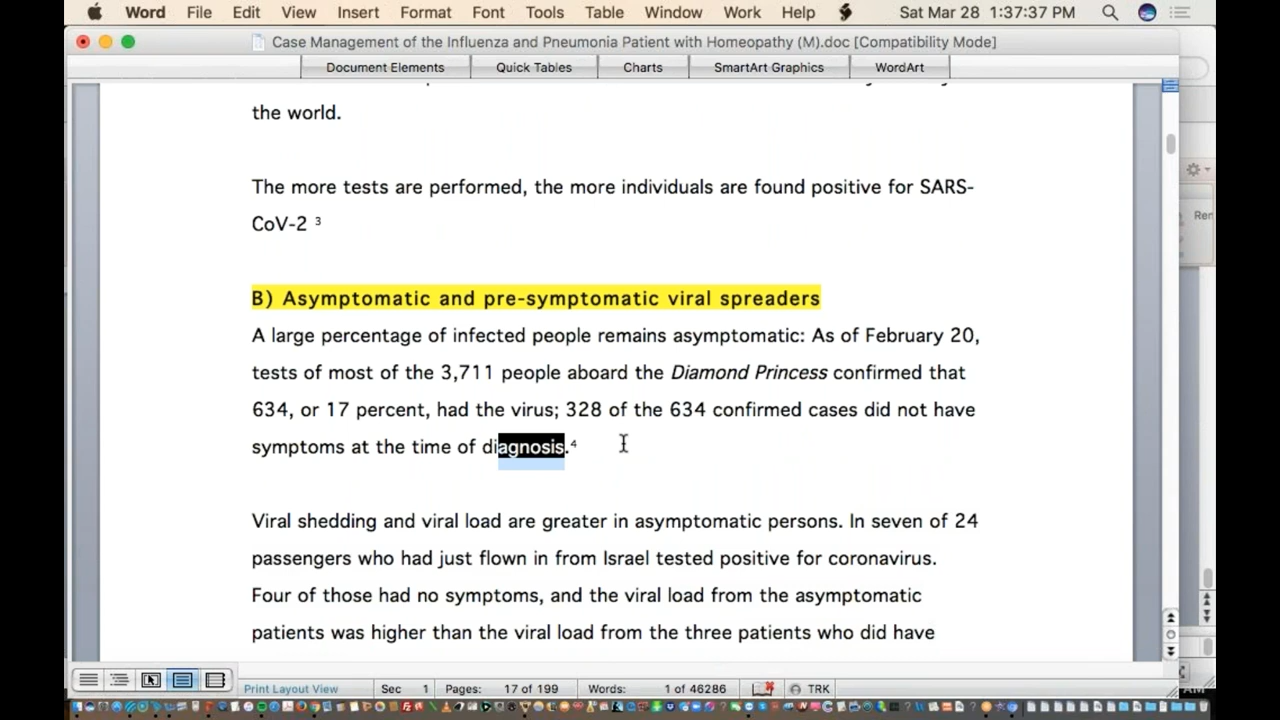 Word File Edit View Insert Format Font Tools Table Window Work Help Sat Mar 28 1:37:37 PM
Case Management of the Influenza and Pneumonia Patient with Homeopathy (M).doc [Compatibility Mode]
Document Elements Quick Tables Charts SmartArt Graphics WordArt
the world.
The more tests are performed, the more individuals are found positive for SARS-
CoV-2 ³
B) Asymptomatic and pre-symptomatic viral spreaders
A large percentage of infected people remains asymptomatic: As of February 20,
tests of most of the 3,711 people aboard the Diamond Princess confirmed that
634, or 17 percent, had the virus; 328 of the 634 confirmed cases did not have
symptoms at the time of diagnosis.⁴
Viral shedding and viral load are greater in asymptomatic persons. In seven of 24
passengers who had just flown in from Israel tested positive for coronavirus.
Four of those had no symptoms, and the viral load from the asymptomatic
patients was higher than the viral load from the three patients who did have
Print Layout View Sec 1 Pages: 17 of 199 Words: 1 of 46286 TRK